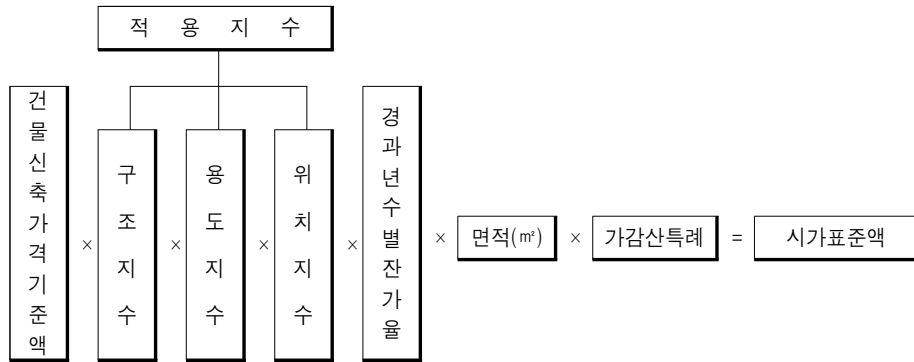 적 용 지 수
건물신축가격기준액 × 구조지수 × 용도지수 × 위치지수 × 경과년수별잔가율 × 면적(㎡) × 가감산특례 = 시가표준액